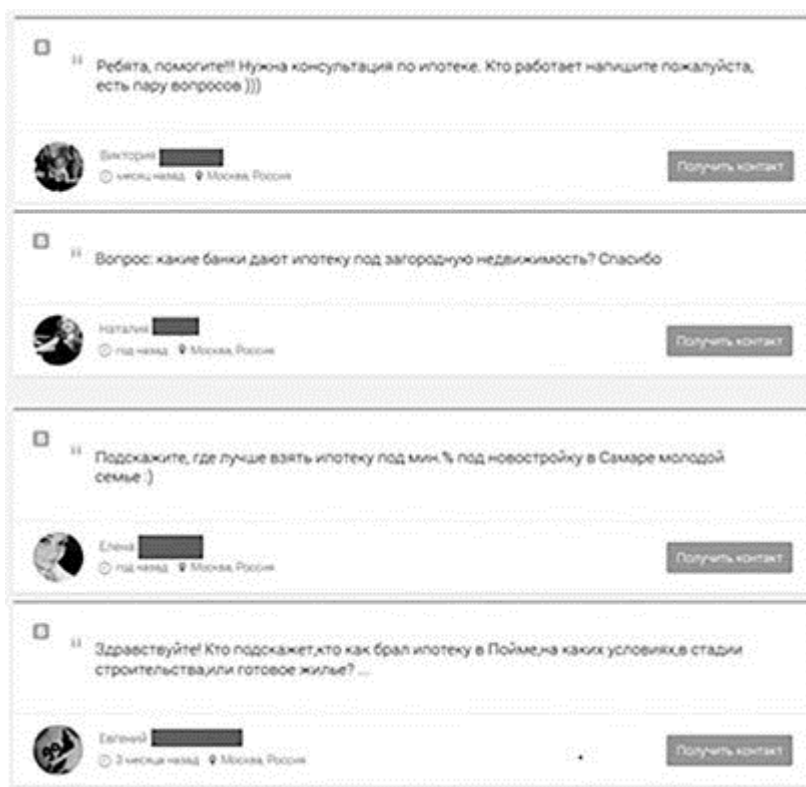 Ребята, помогите!!! Нужна консультация по ипотеке. Кто работает напишите пожалуйста,
есть пару вопросов )))
Виктория
месяц назад Москва, Россия
Получить контакт
Вопрос: какие банки дают ипотеку под загородную недвижимость? Спасибо
Наталия
год назад Москва, Россия
Получить контакт
Подскажите, где лучше взять ипотеку под мин.% под новостройку в Самаре молодой
семье :)
Елена
год назад Москва, Россия
Получить контакт
Здравствуйте! Кто подскажет,кто как брал ипотеку в Пойме,на каких условиях,в стадии
строительства,или готовое жилье? ...
Евгений
3 месяца назад Москва, Россия
Получить контакт